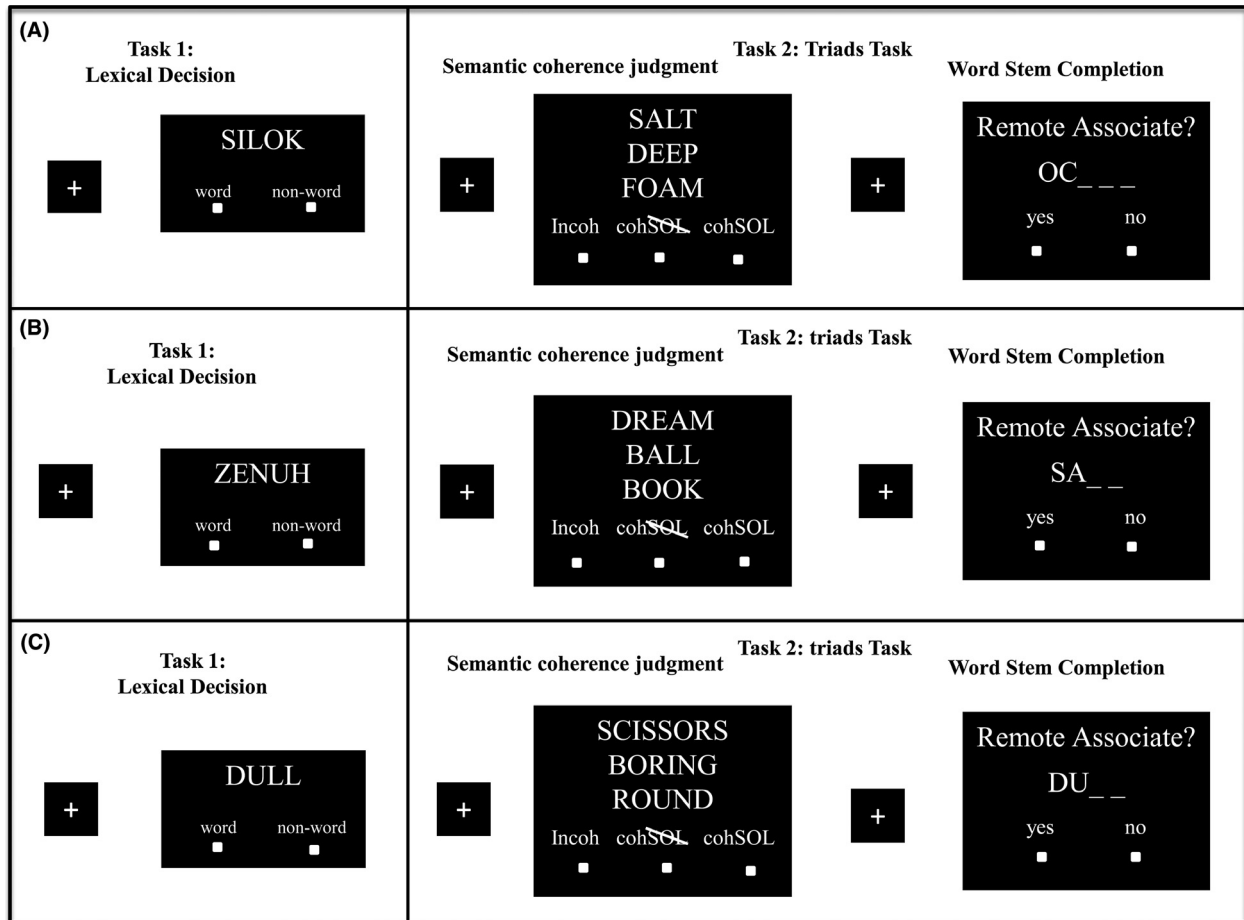 (A)
Task 1:
Lexical Decision
+
SILOK
word non-word
Task 2: Triads Task
Semantic coherence judgment
+
SALT
DEEP
FOAM
Incoh cohSOL cohSOL
Word Stem Completion
+
Remote Associate?
OC_ _ _
yes no
(B)
Task 1:
Lexical Decision
+
ZENUH
word non-word
Task 2: triads Task
Semantic coherence judgment
+
DREAM
BALL
BOOK
Incoh cohSOL cohSOL
Word Stem Completion
+
Remote Associate?
SA_ _
yes no
(C)
Task 1:
Lexical Decision
+
DULL
word non-word
Task 2: triads Task
Semantic coherence judgment
+
SCISSORS
BORING
ROUND
Incoh cohSOL cohSOL
Word Stem Completion
+
Remote Associate?
DU_ _
yes no